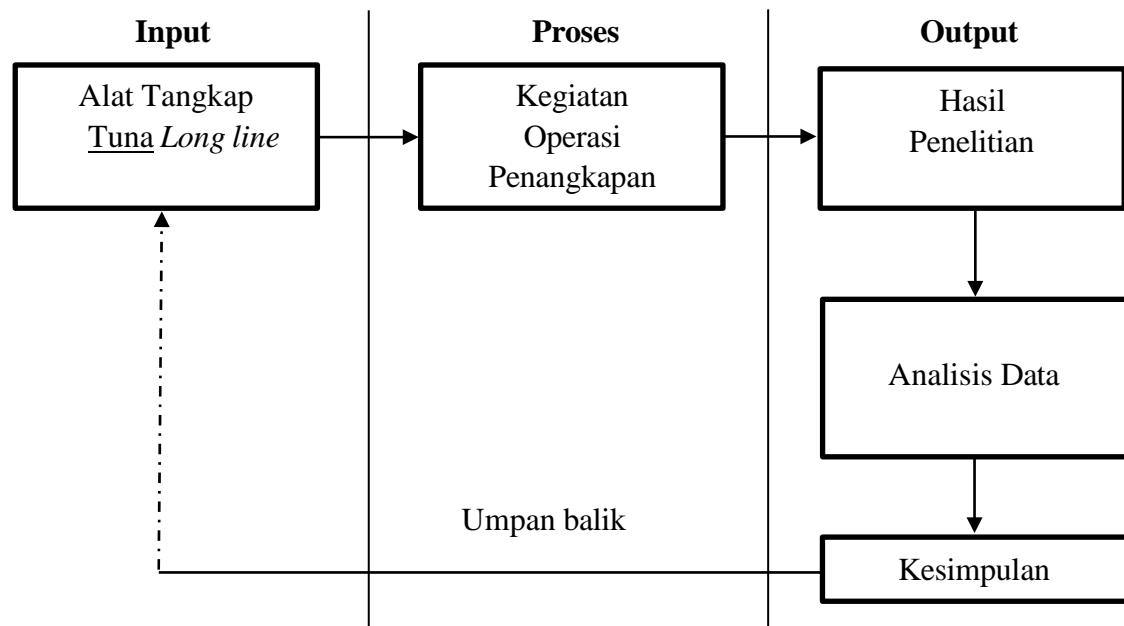 Input
Proses
Output
Alat Tangkap
Tuna Long line
Kegiatan
Operasi
Penangkapan
Hasil
Penelitian
Analisis Data
Umpan balik
Kesimpulan